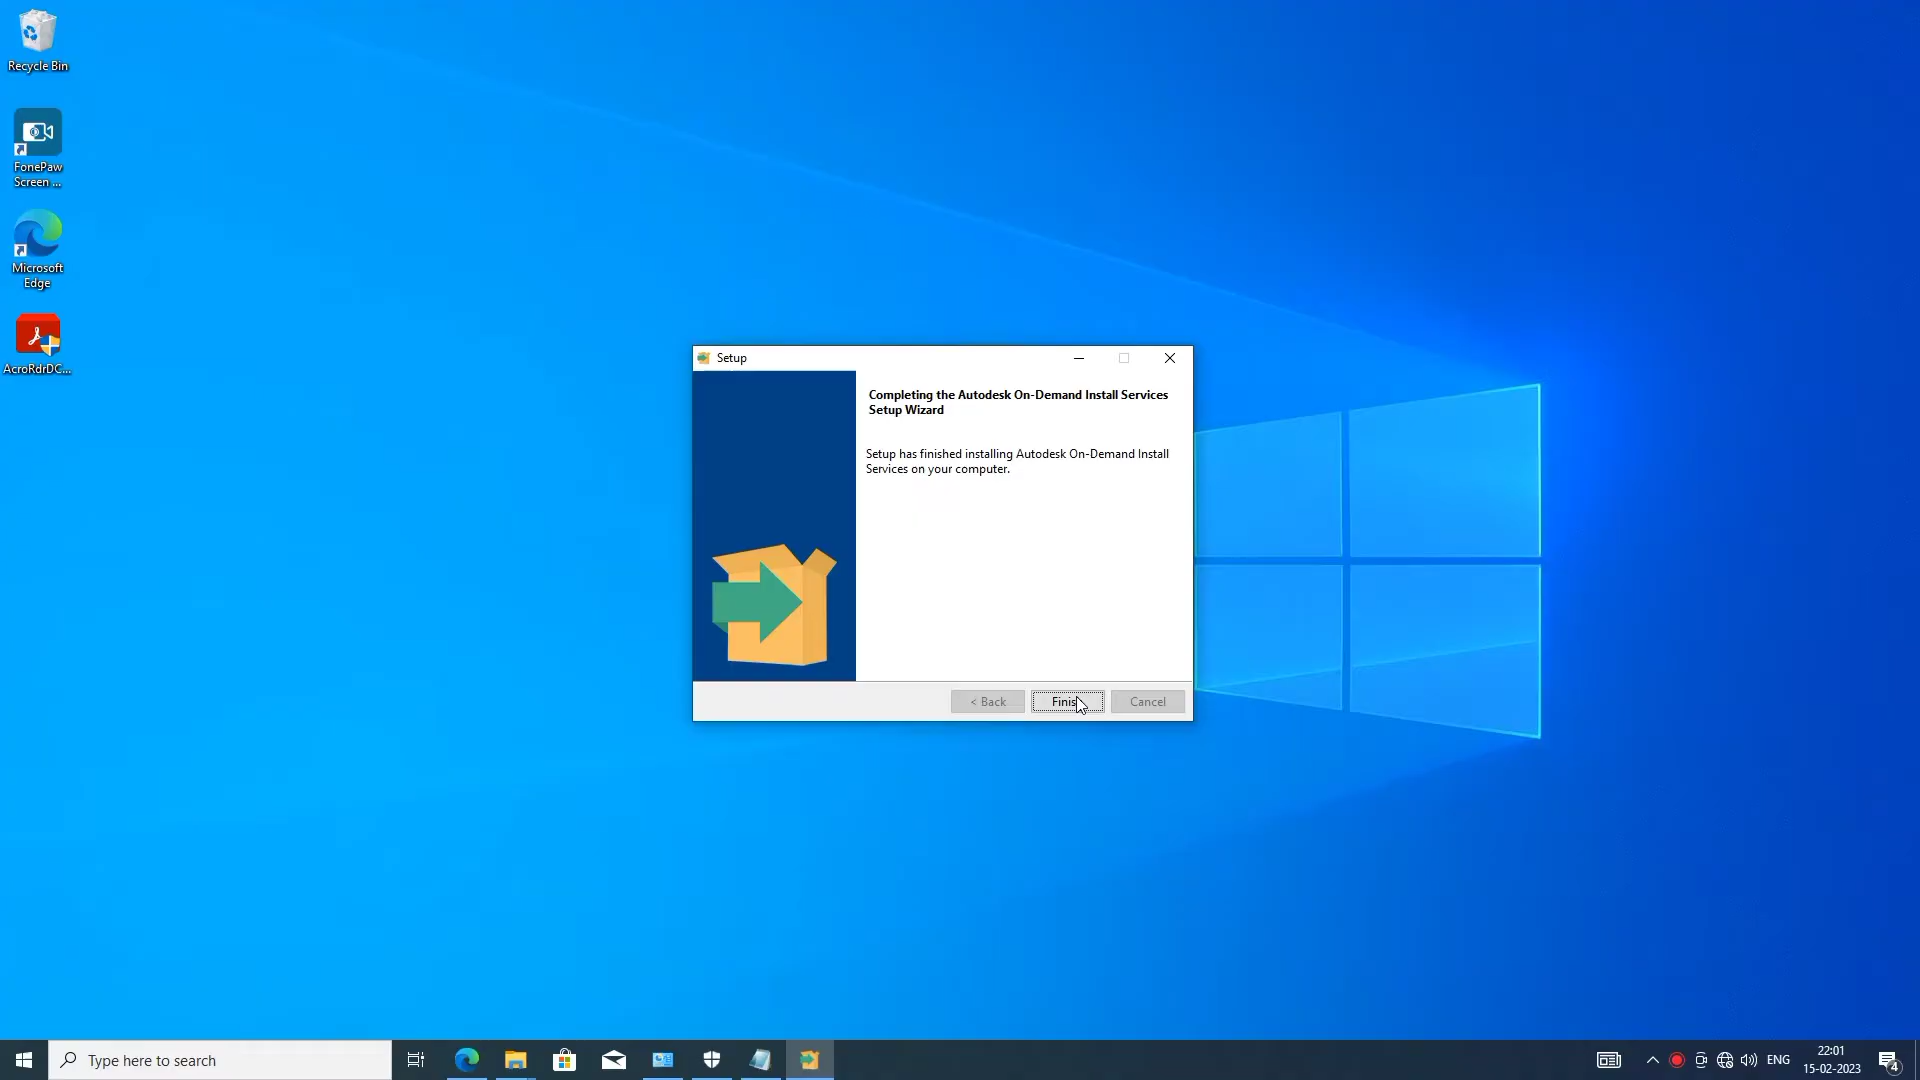 Recycle Bin
FonePaw
Screen ...
Microsoft
Edge
AcroRdrDC...
Setup
Completing the Autodesk On-Demand Install Services
Setup Wizard
Setup has finished installing Autodesk On-Demand Install
Services on your computer.
< Back
Finis
Cancel
Type here to search
ENG
22:01
15-02-2023
4